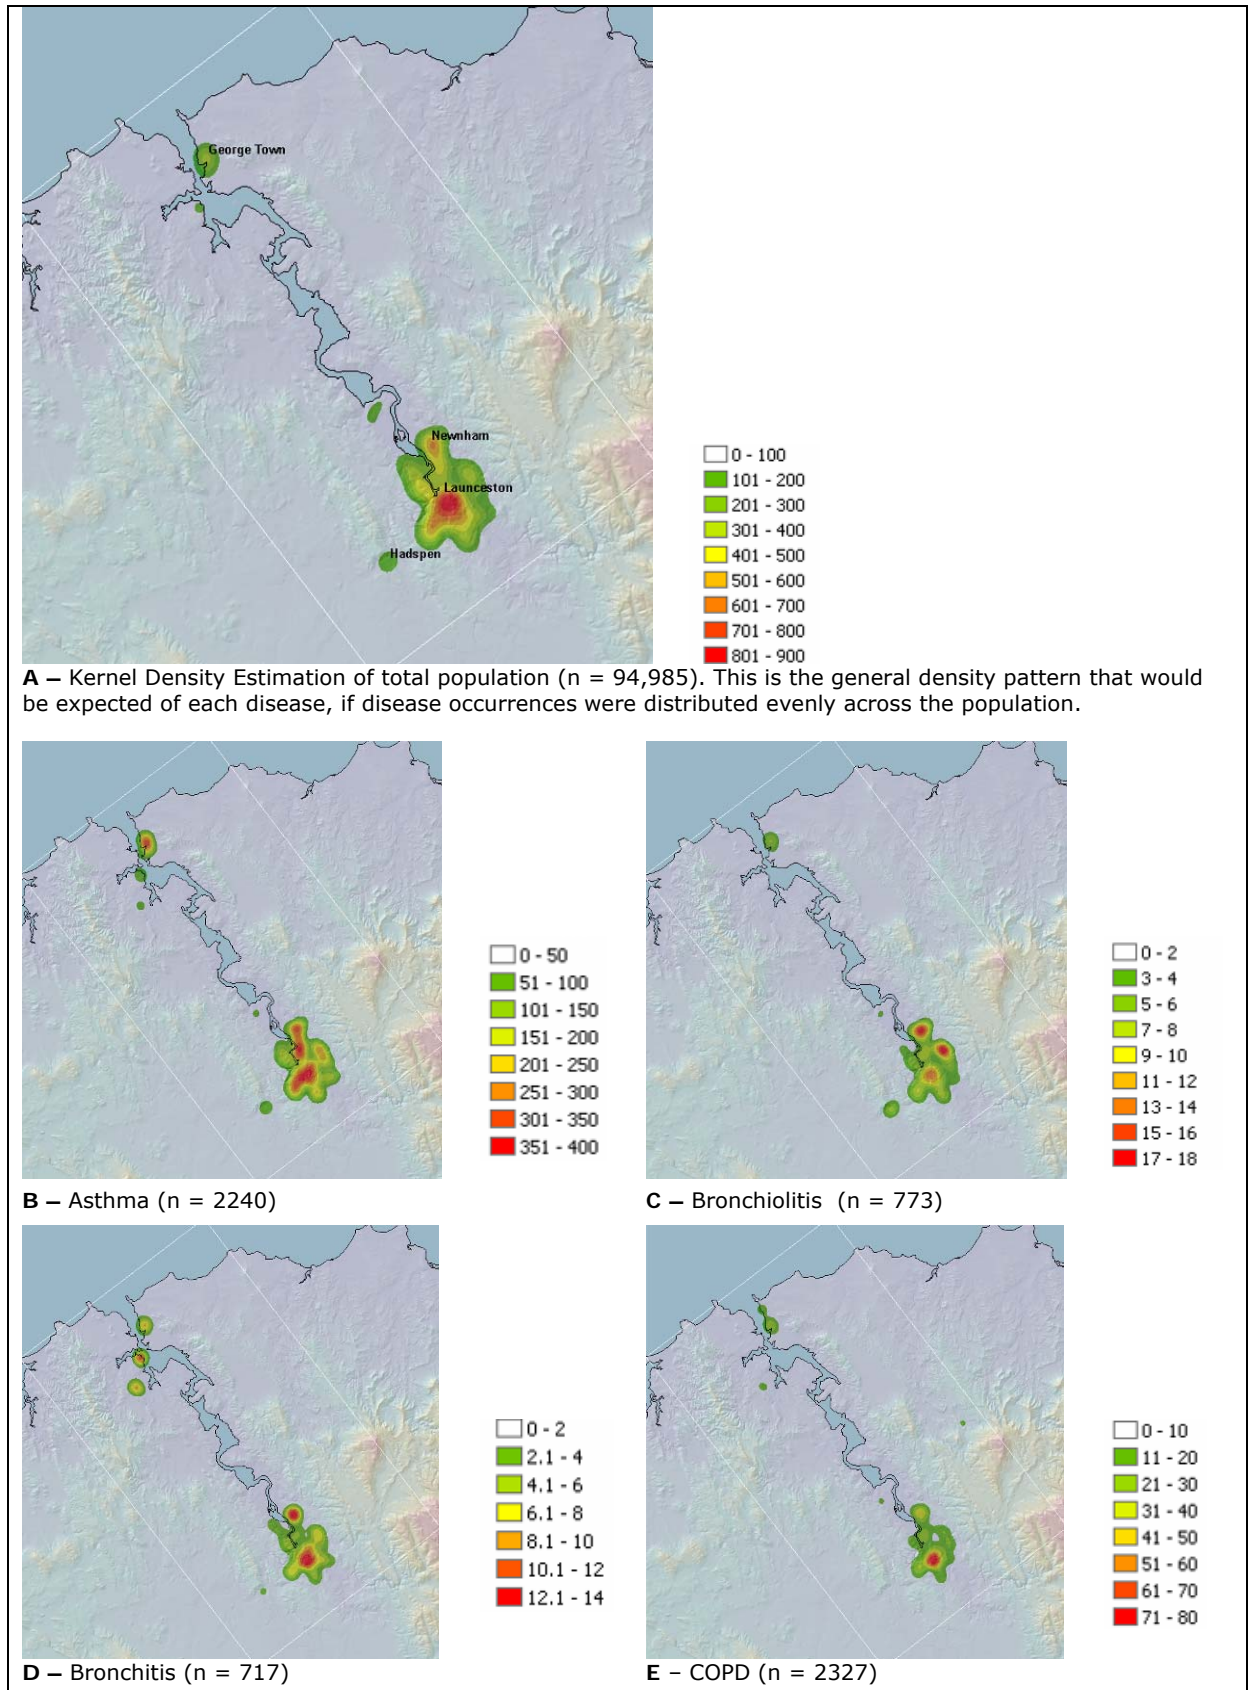 George Town
Newnham
Launceston
Hadspen
0 - 100
101 - 200
201 - 300
301 - 400
401 - 500
501 - 600
601 - 700
701 - 800
801 - 900
A – Kernel Density Estimation of total population (n = 94,985). This is the general density pattern that would
be expected of each disease, if disease occurrences were distributed evenly across the population.
0 - 50
51 - 100
101 - 150
151 - 200
201 - 250
251 - 300
301 - 350
351 - 400
B – Asthma (n = 2240)
0 - 2
3 - 4
5 - 6
7 - 8
9 - 10
11 - 12
13 - 14
15 - 16
17 - 18
C – Bronchiolitis (n = 773)
0 - 2
2.1 - 4
4.1 - 6
6.1 - 8
8.1 - 10
10.1 - 12
12.1 - 14
D – Bronchitis (n = 717)
0 - 10
11 - 20
21 - 30
31 - 40
41 - 50
51 - 60
61 - 70
71 - 80
E – COPD (n = 2327)